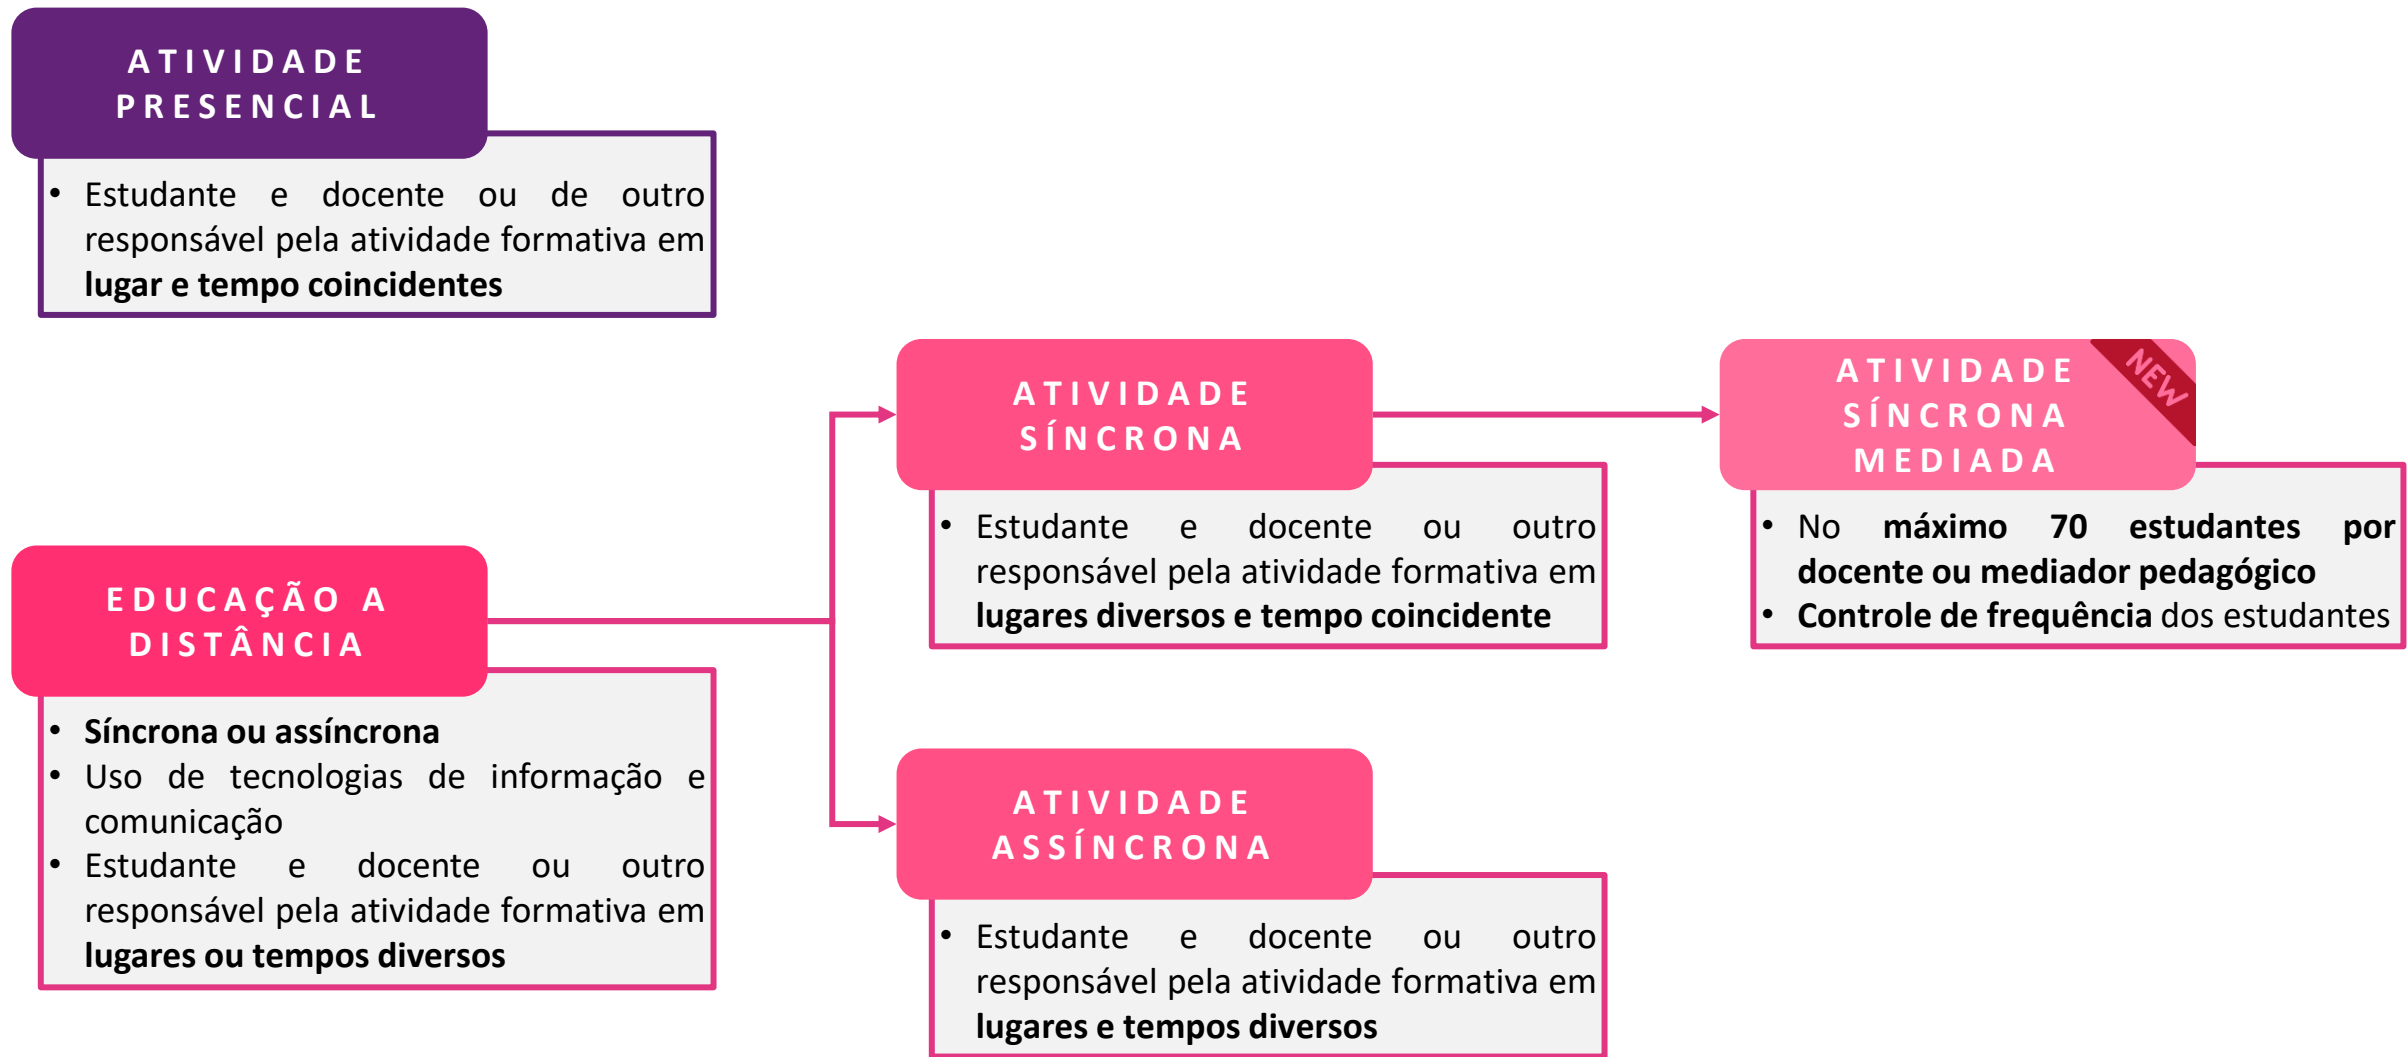 ATIVIDADE
PRESENCIAL
• Estudante e docente ou de outro
responsável pela atividade formativa em
lugar e tempo coincidentes
EDUCAÇÃO A
DISTÂNCIA
• Síncrona ou assíncrona
• Uso de tecnologias de informação e
comunicação
• Estudante e docente ou outro
responsável pela atividade formativa em
lugares ou tempos diversos
ATIVIDADE
SÍNCRONA
• Estudante e docente ou outro
responsável pela atividade formativa em
lugares diversos e tempo coincidente
ATIVIDADE
ASSÍNCRONA
• Estudante e docente ou outro
responsável pela atividade formativa em
lugares e tempos diversos
ATIVIDADE
SÍNCRONA
MEDIADA
NEW
• No máximo 70 estudantes por
docente ou mediador pedagógico
• Controle de frequência dos estudantes